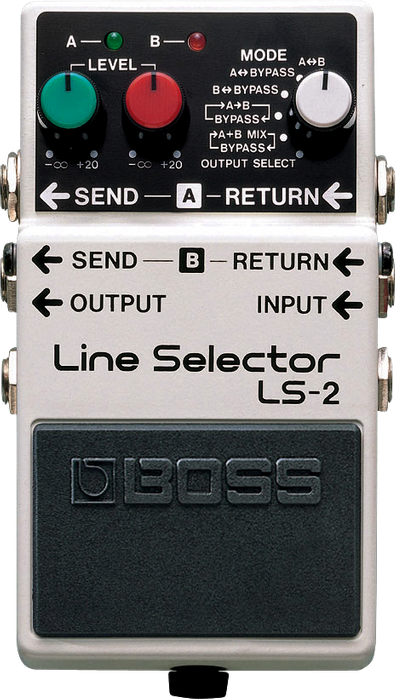 A B
LEVEL
-∞ +20 -∞ +20
MODE
A↔B
A↔BYPASS
B↔BYPASS
→A→B
BYPASS←
→A+B MIX
BYPASS←
OUTPUT SELECT
← SEND — A — RETURN ←
← SEND — B — RETURN ←
← OUTPUT INPUT ←
Line Selector
LS-2
BOSS